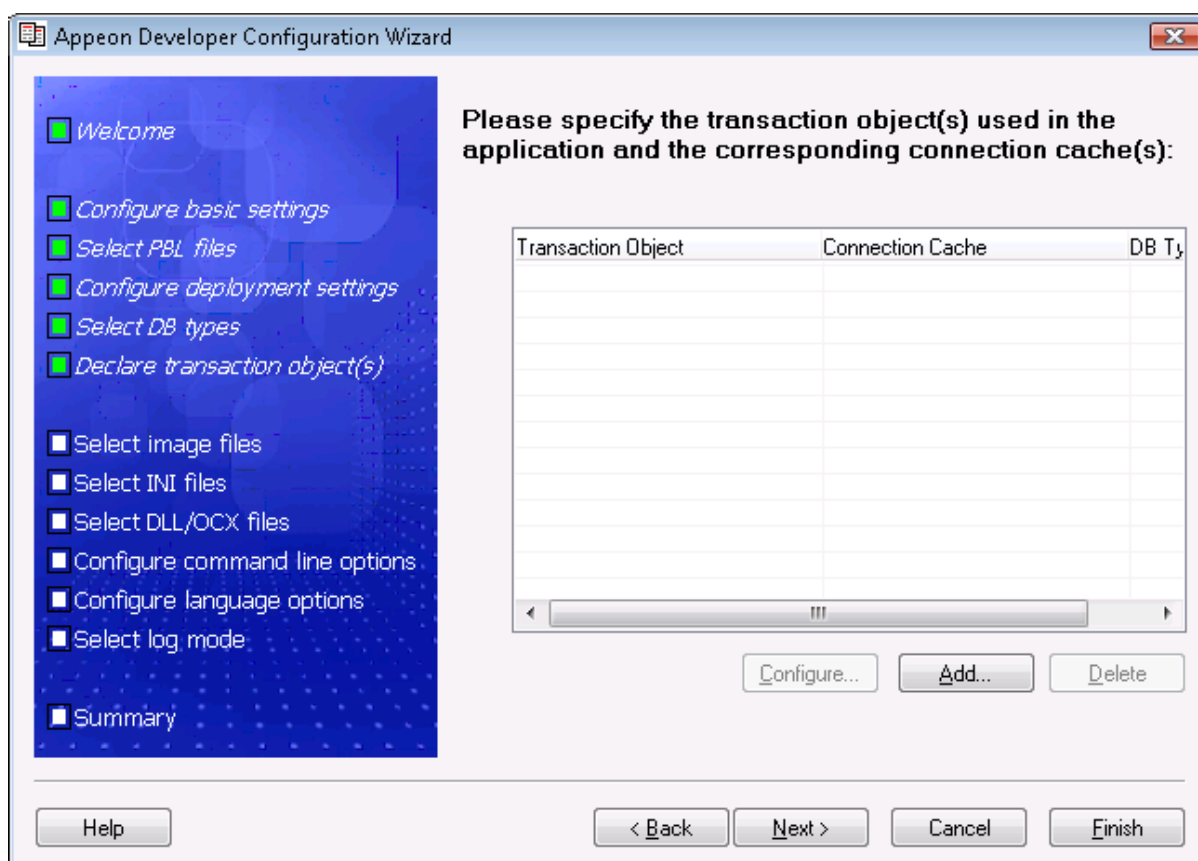 Appeon Developer Configuration Wizard
Welcome
Configure basic settings
Select PBL files
Configure deployment settings
Select DB types
Declare transaction object(s)
Select image files
Select INI files
Select DLL/OCX files
Configure command line options
Configure language options
Select log mode
Summary
Please specify the transaction object(s) used in the
application and the corresponding connection cache(s):
Transaction Object Connection Cache DB Ty
Configure... Add... Delete
Help < Back Next > Cancel Finish